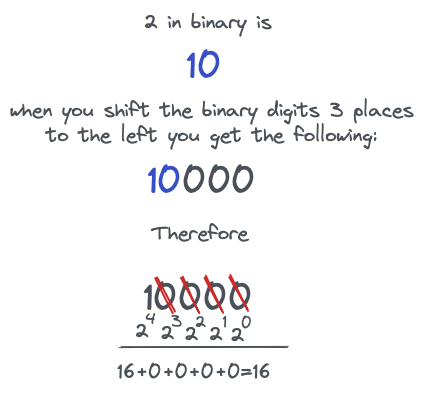 2 in binary is
10
when you shift the binary digits 3 places
to the left you get the following:
10000
Therefore
10000
2⁴ 2³ 2² 2¹ 2⁰
16+0+0+0+0=16